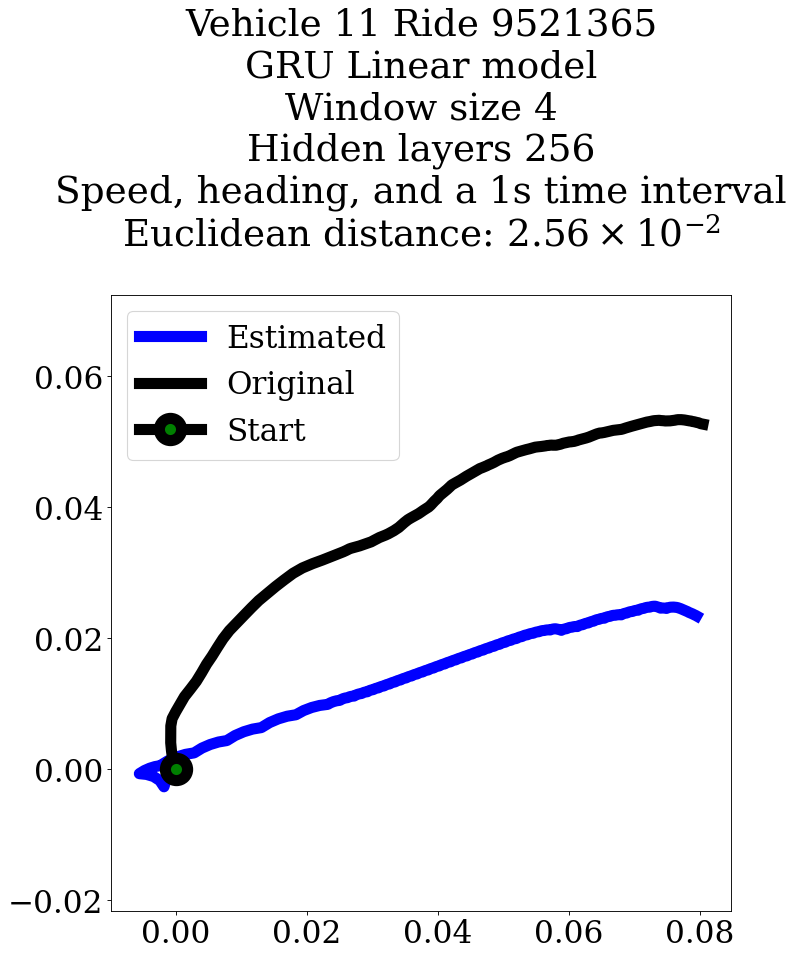 Vehicle 11 Ride 9521365
GRU Linear model
Window size 4
Hidden layers 256
Speed, heading, and a 1s time interval
Euclidean distance: 2.56 × 10⁻²
Estimated
Original
Start
0.06
0.04
0.02
0.00
−0.02
0.00 0.02 0.04 0.06 0.08